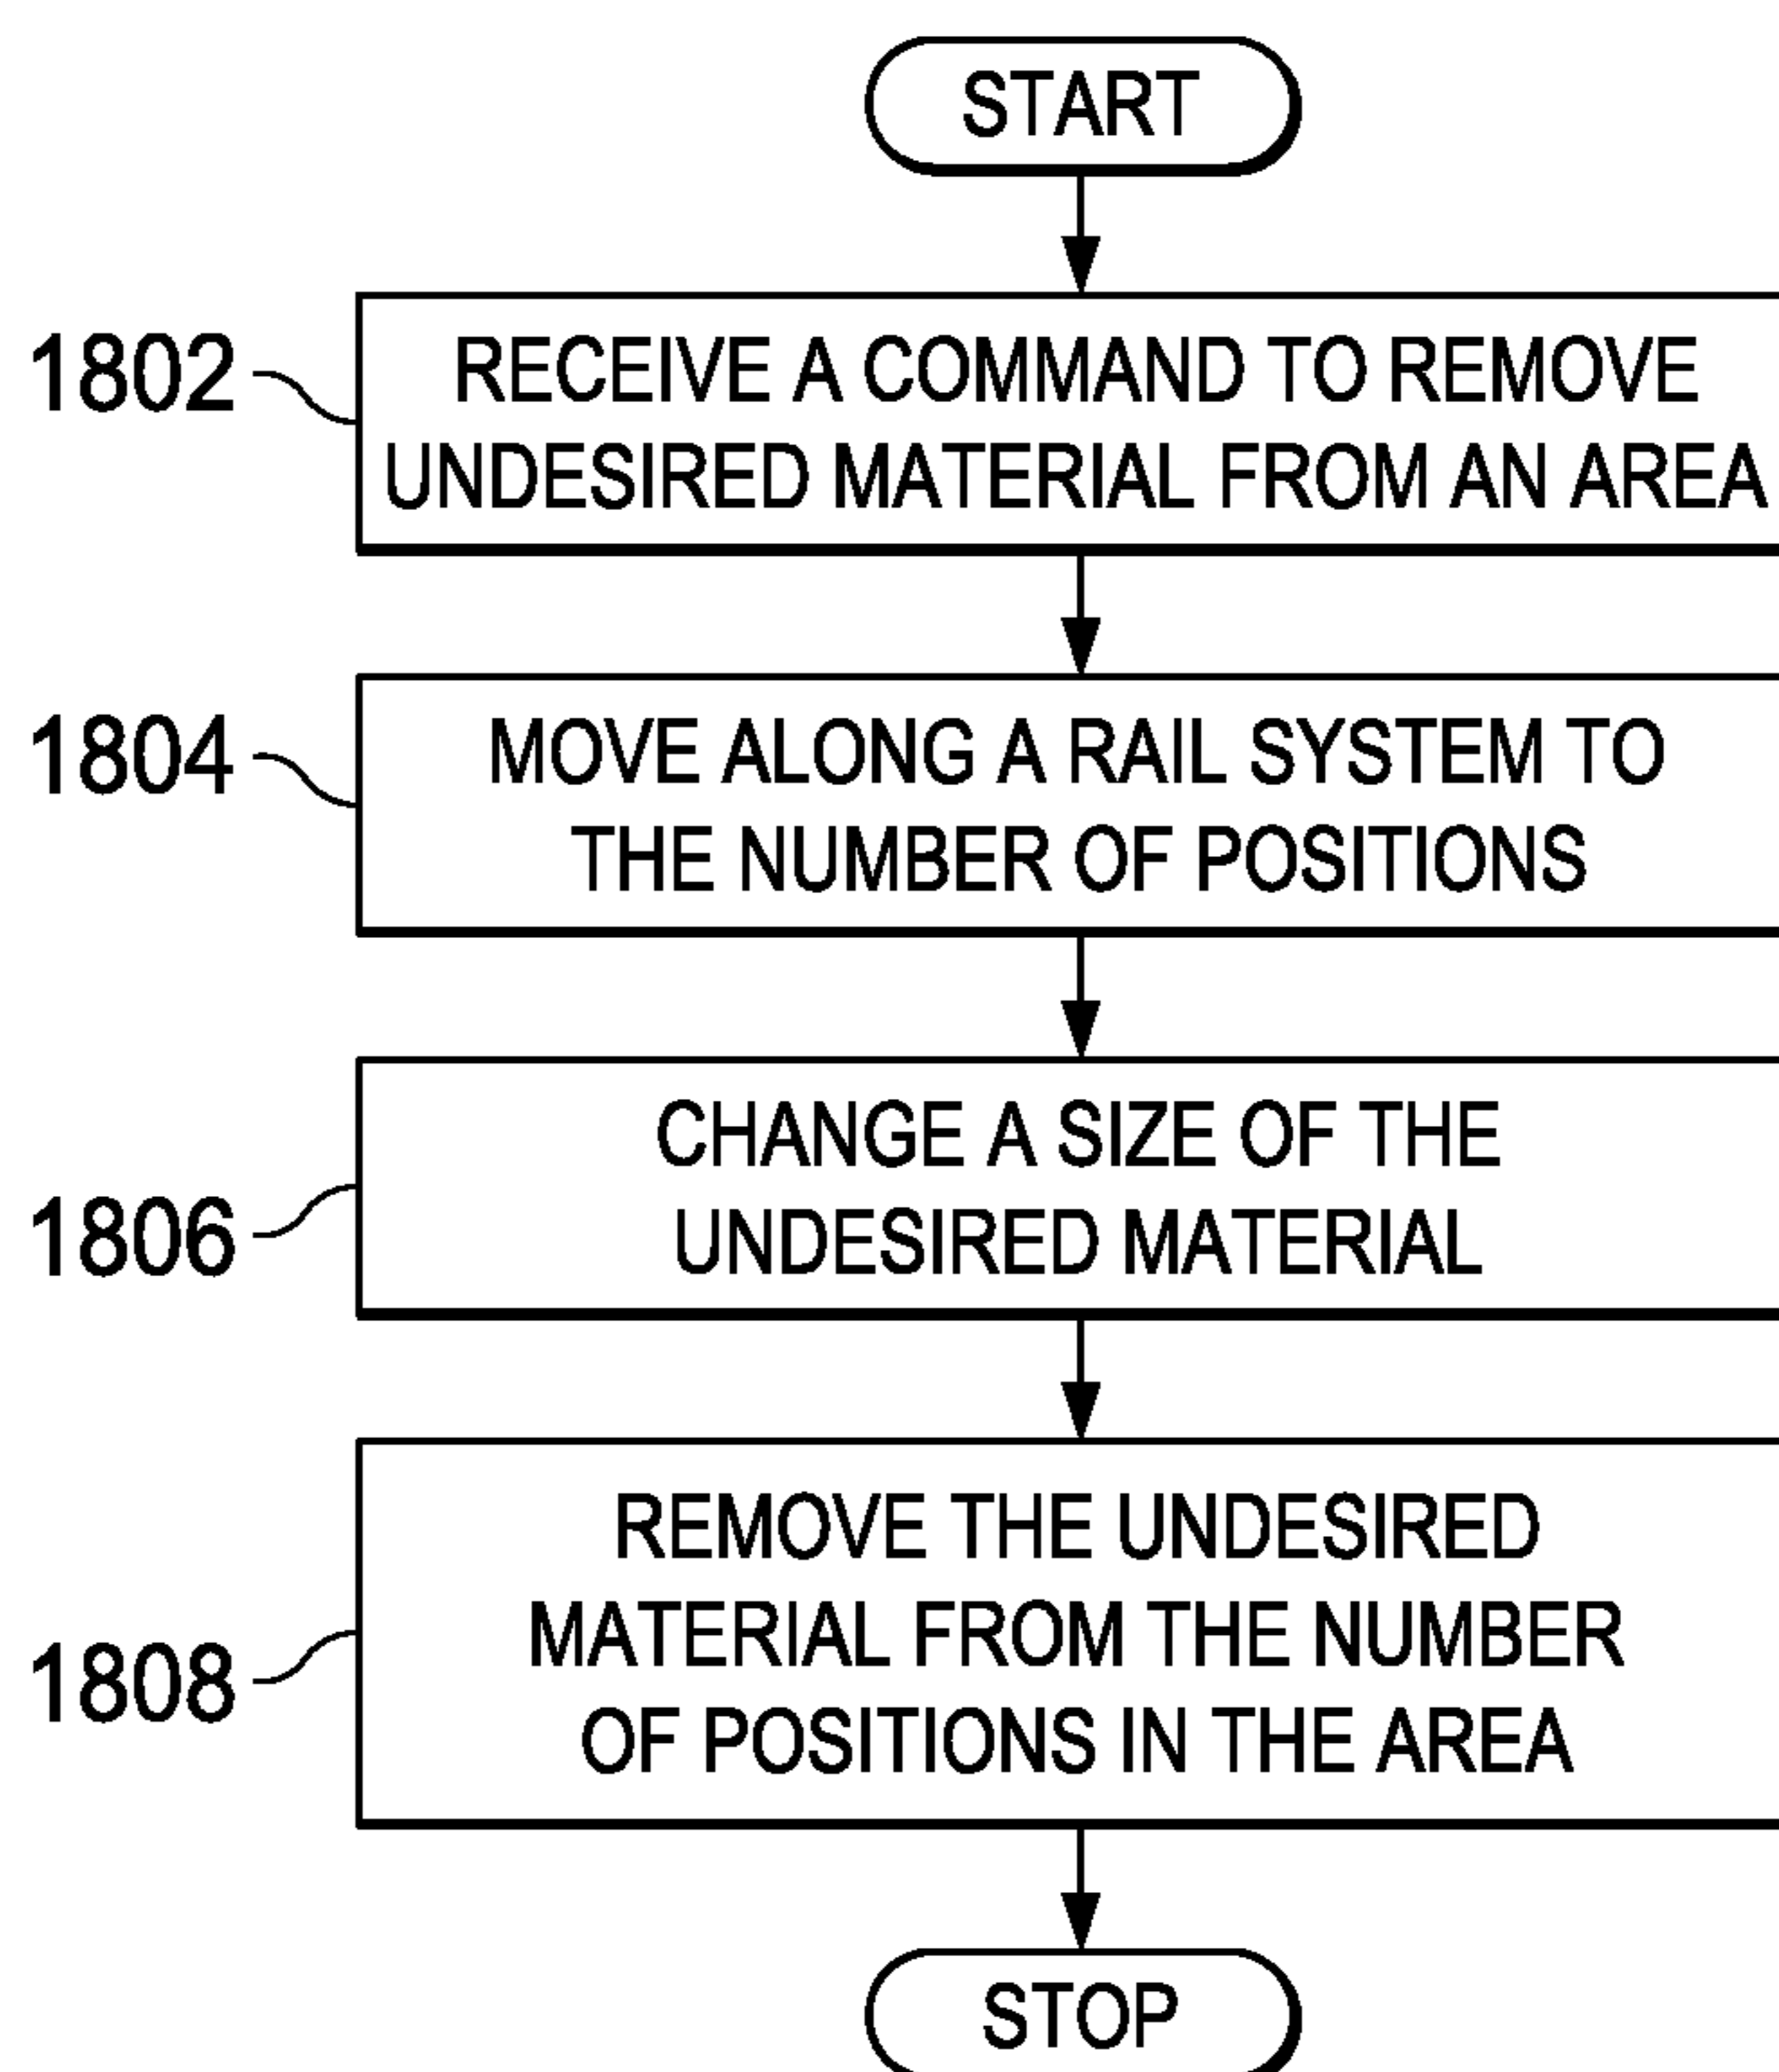 START
1802
RECEIVE A COMMAND TO REMOVE
UNDESIRED MATERIAL FROM AN AREA
1804
MOVE ALONG A RAIL SYSTEM TO
THE NUMBER OF POSITIONS
1806
CHANGE A SIZE OF THE
UNDESIRED MATERIAL
1808
REMOVE THE UNDESIRED
MATERIAL FROM THE NUMBER
OF POSITIONS IN THE AREA
STOP